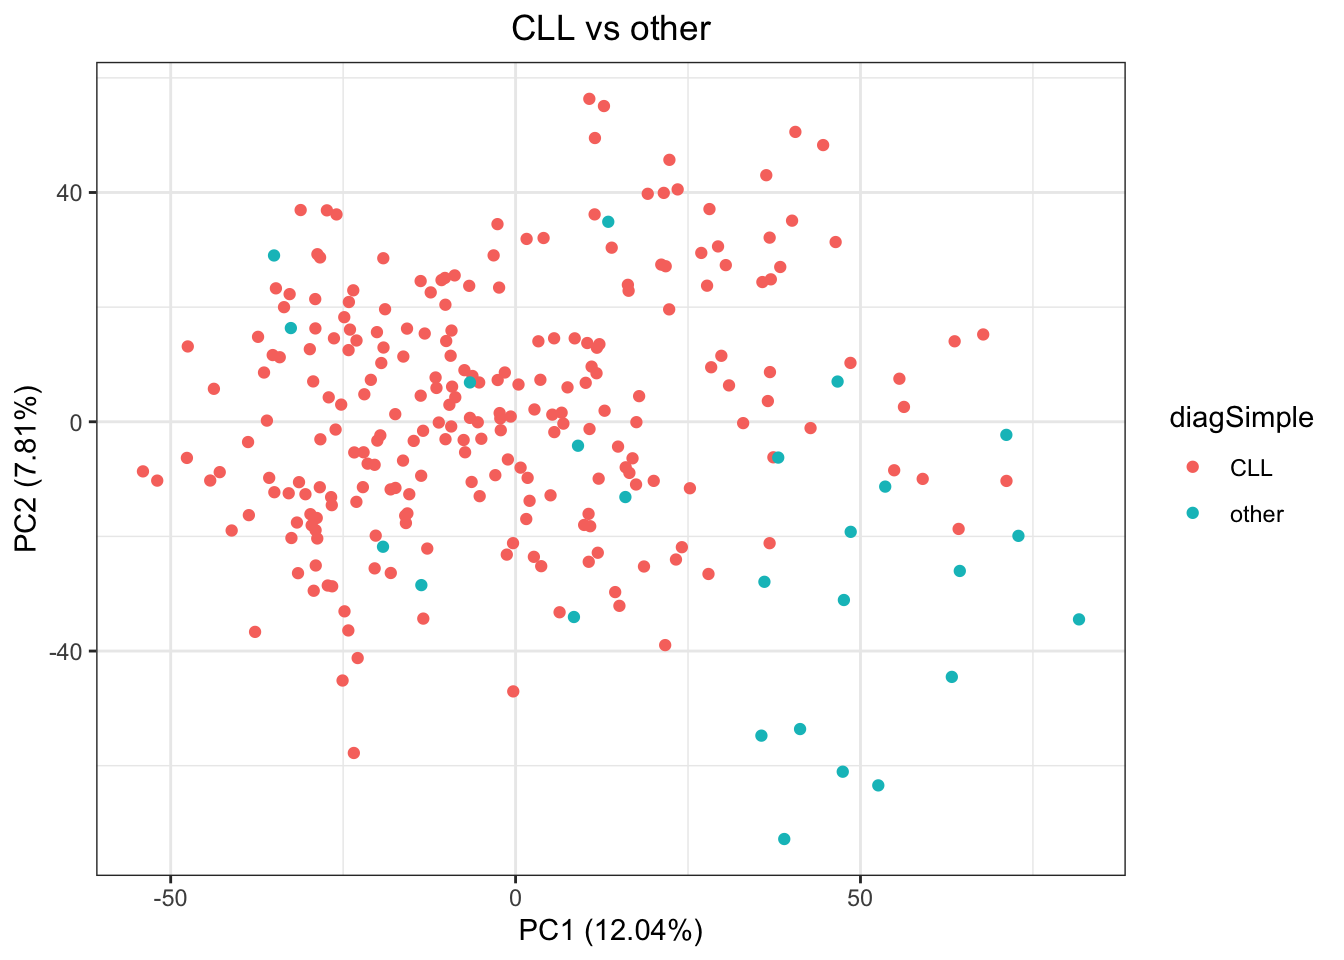 CLL vs other
40
0
-40
-50
0
50
PC1 (12.04%)
PC2 (7.81%)
diagSimple
CLL
other